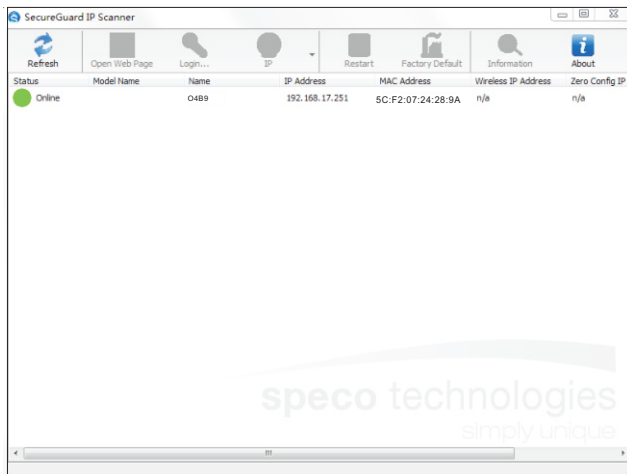 SecureGuard IP Scanner
Refresh Open Web Page Login... IP Restart Factory Default Information About
Status Model Name Name IP Address MAC Address Wireless IP Address Zero Config IP
Online O4B9 192.168.17.251 5C:F2:07:24:28:9A n/a n/a
speco technologies
simply unique